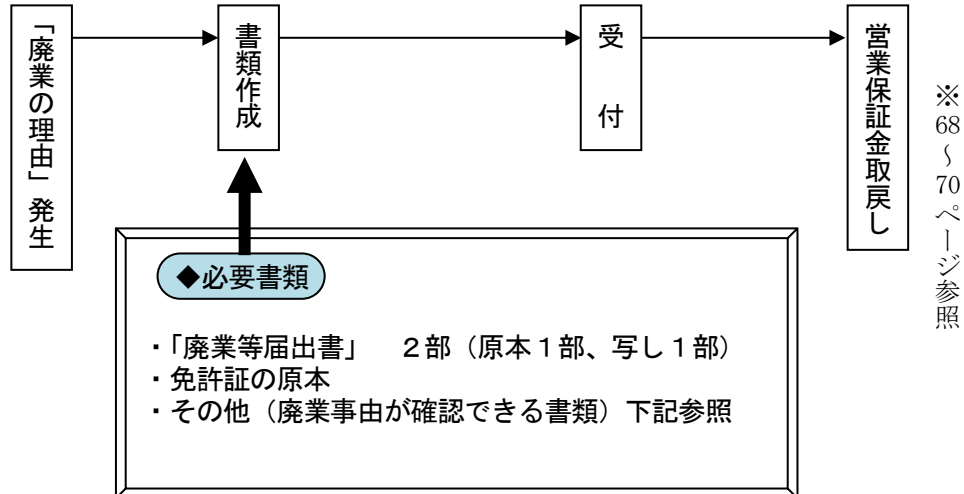 「廃業の理由」発生
書類作成
受　付
営業保証金取戻し
※68～70ページ参照
◆必要書類
・「廃業等届出書」　２部（原本１部、写し１部）
・免許証の原本
・その他（廃業事由が確認できる書類）下記参照